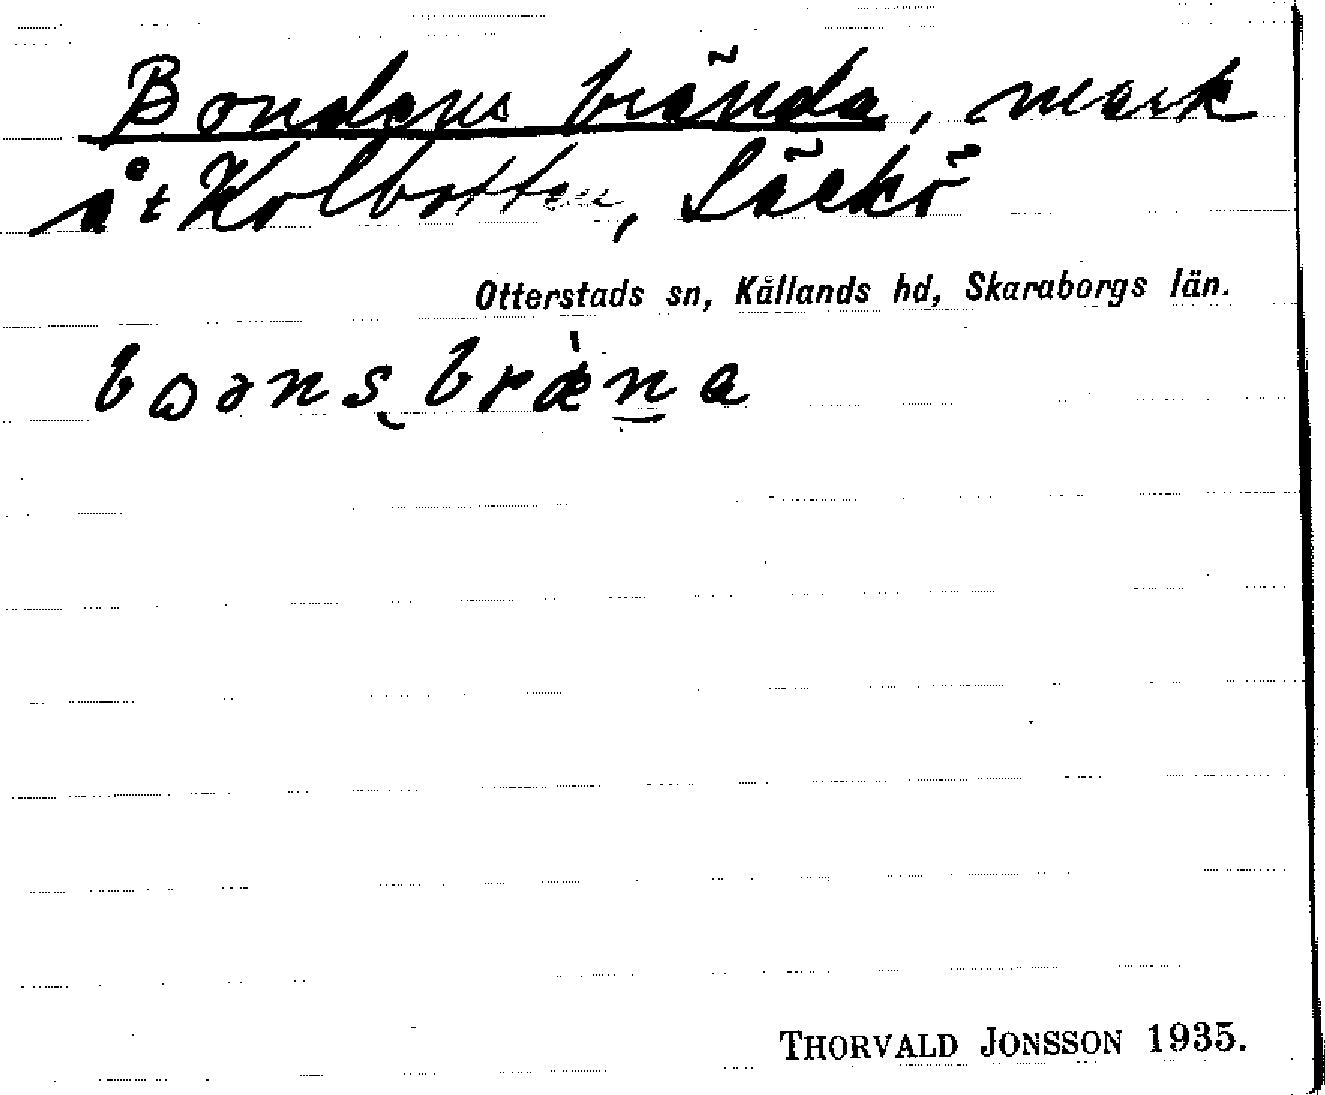 Bondens brända, mark
åt Kolbotten, Läckö
Otterstads sn, Kållands hd, Skaraborgs län.
THORVALD JONSSON 1935.